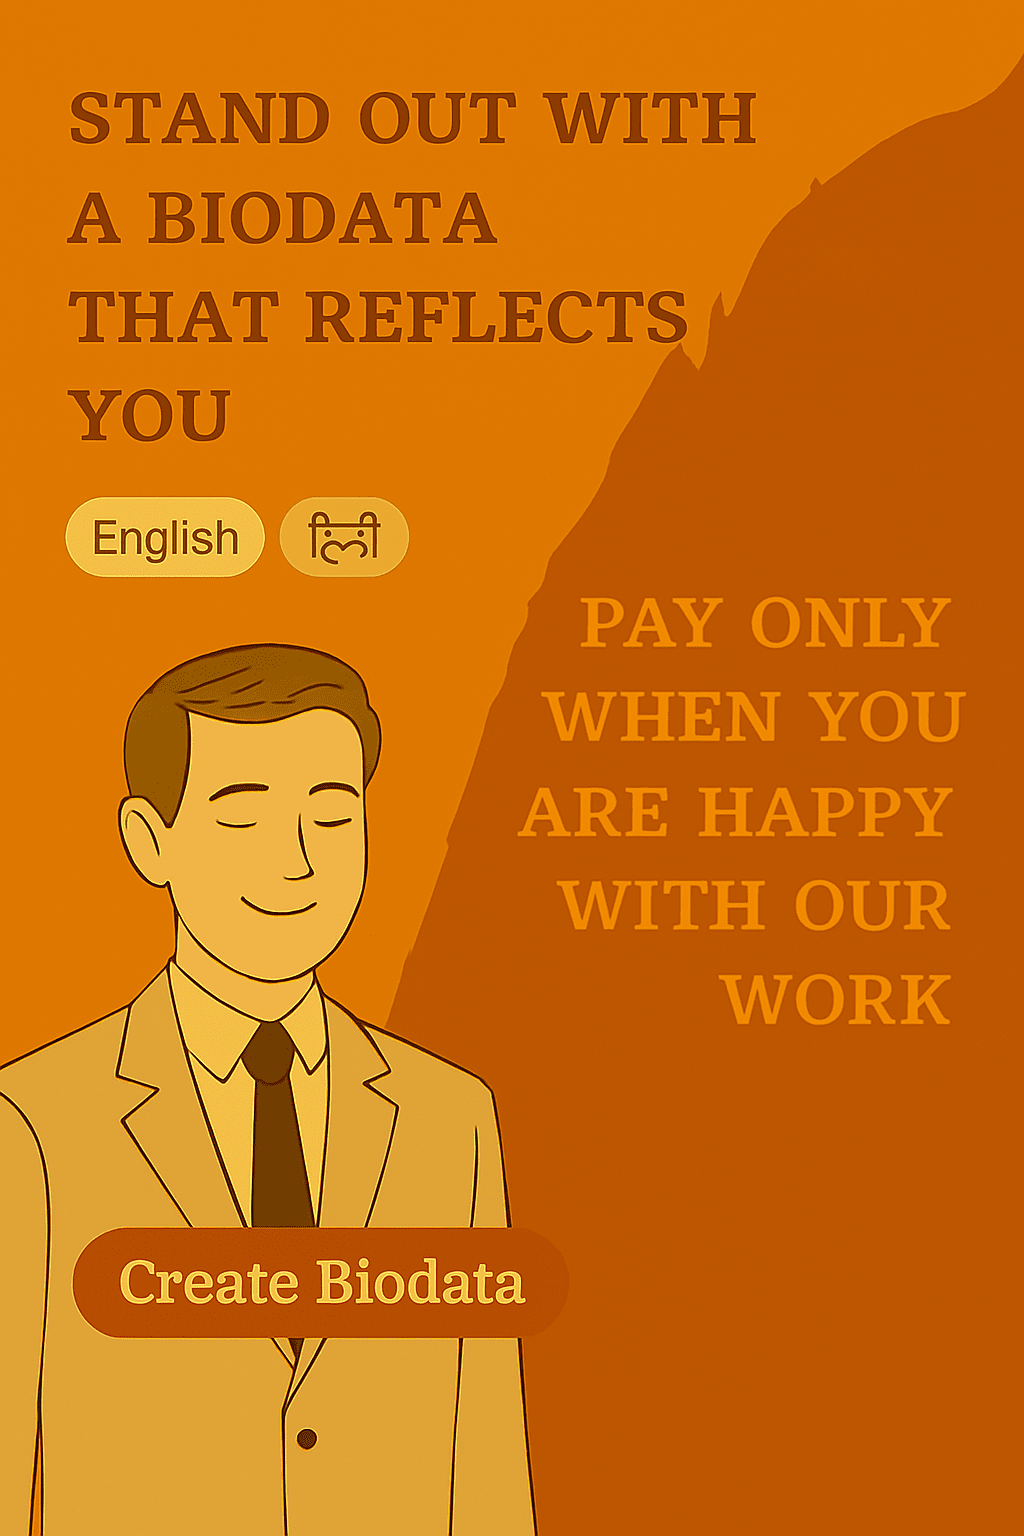 STAND OUT WITH
A BIODATA
THAT REFLECTS
YOU
English
PAY ONLY
WHEN YOU
ARE HAPPY
WITH OUR
WORK
Create Biodata